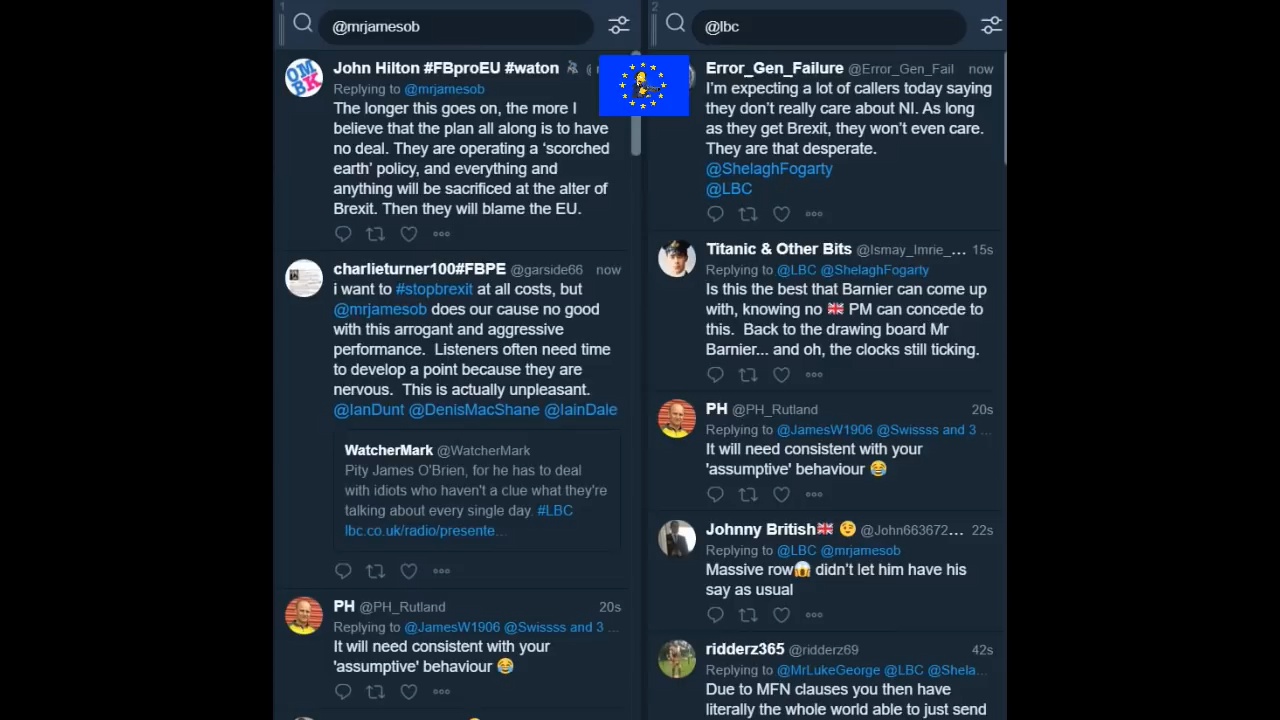 1
@mrjamesob
John Hilton #FBproEU #waton
Replying to @mrjamesob
The longer this goes on, the more I
believe that the plan all along is to have
no deal. They are operating a ‘scorched
earth’ policy, and everything and
anything will be sacrificed at the alter of
Brexit. Then they will blame the EU.
charlieturner100#FBPE @garside66 now
i want to #stopbrexit at all costs, but
@mrjamesob does our cause no good
with this arrogant and aggressive
performance. Listeners often need time
to develop a point because they are
nervous. This is actually unpleasant.
@IanDunt @DenisMacShane @IainDale
WatcherMark @WatcherMark
Pity James O'Brien, for he has to deal
with idiots who haven't a clue what they're
talking about every single day. #LBC
lbc.co.uk/radio/presente…
PH @PH_Rutland 20s
Replying to @JamesW1906 @Swissss and 3 ...
It will need consistent with your
'assumptive' behaviour 😂
2
@lbc
Error_Gen_Failure @Error_Gen_Fail now
I’m expecting a lot of callers today saying
they don’t really care about NI. As long
as they get Brexit, they won’t even care.
They are that desperate.
@ShelaghFogarty
@LBC
Titanic & Other Bits @Ismay_Imrie_... 15s
Replying to @LBC @ShelaghFogarty
Is this the best that Barnier can come up
with, knowing no 🇬🇧 PM can concede to
this. Back to the drawing board Mr
Barnier... and oh, the clocks still ticking.
PH @PH_Rutland 20s
Replying to @JamesW1906 @Swissss and 3 ...
It will need consistent with your
'assumptive' behaviour 😂
Johnny British🇬🇧 😉 @John663672... 22s
Replying to @LBC @mrjamesob
Massive row😱 didn’t let him have his
say as usual
ridderz365 @ridderz69 42s
Replying to @MrLukeGeorge @LBC @Shela...
Due to MFN clauses you then have
literally the whole world able to just send